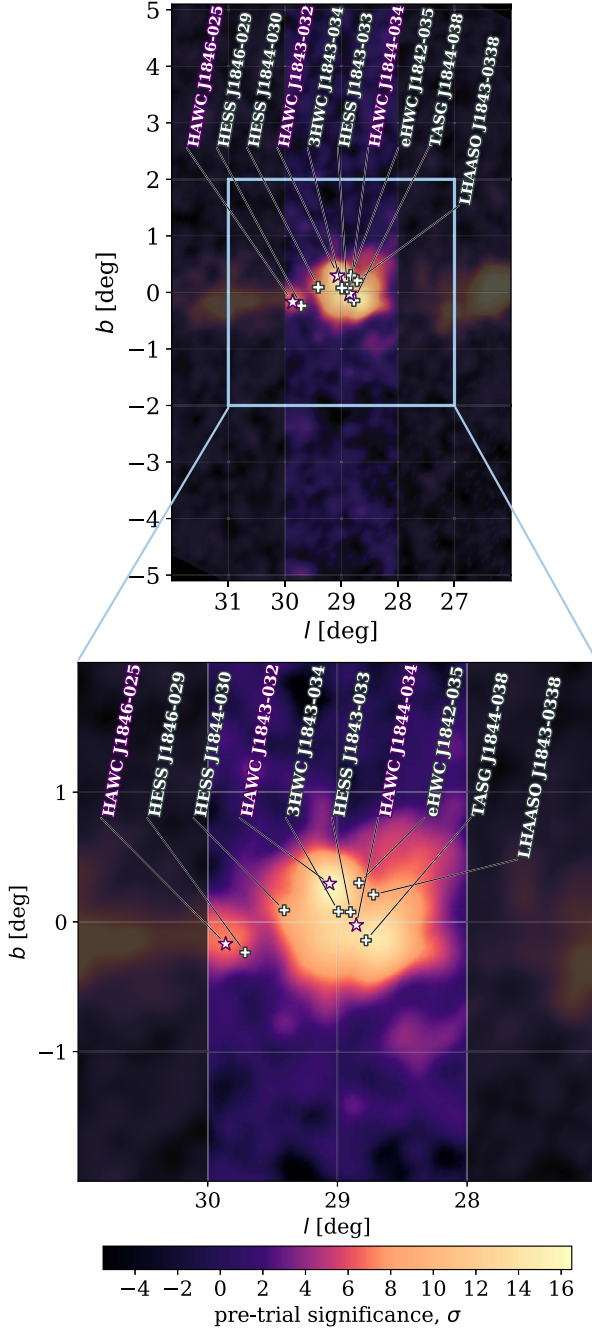 5
4
3
2
1
0
−1
−2
−3
−4
−5
b [deg]
HAWC J1846-025
HESS J1846-029
HESS J1844-030
HAWC J1843-032
3HWC J1843-034
HESS J1843-033
HAWC J1844-034
eHWC J1842-035
TASG J1844-038
LHAASO J1843-0338
31 30 29 28 27
l [deg]
HAWC J1846-025
HESS J1846-029
HESS J1844-030
HAWC J1843-032
3HWC J1843-034
HESS J1843-033
HAWC J1844-034
eHWC J1842-035
TASG J1844-038
LHAASO J1843-0338
1
0
−1
b [deg]
30 29 28
l [deg]
−4 −2 0 2 4 6 8 10 12 14 16
pre-trial significance, σ